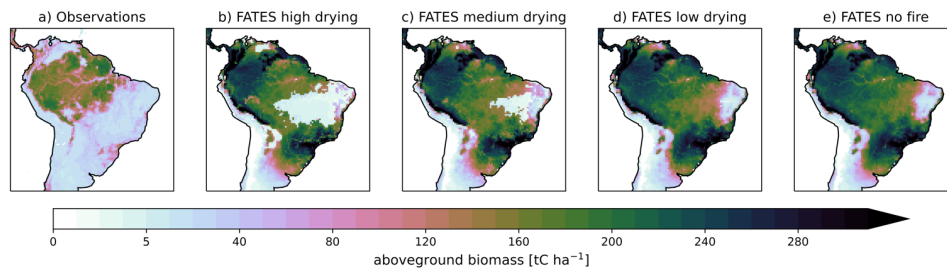 a) Observations
b) FATES high drying
c) FATES medium drying
d) FATES low drying
e) FATES no fire
0 5 40 80 120 160 200 240 280
aboveground biomass [tC ha⁻¹]